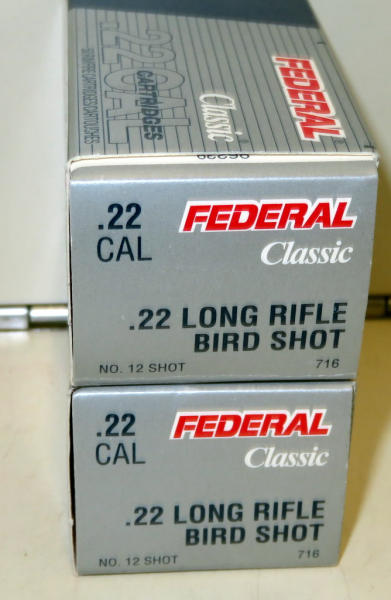 FEDERAL
Classic
.22 CAL
CARTRIDGES
.22
CAL
FEDERAL
Classic
.22 LONG RIFLE
BIRD SHOT
NO. 12 SHOT 716
.22
CAL
FEDERAL
Classic
.22 LONG RIFLE
BIRD SHOT
NO. 12 SHOT 716